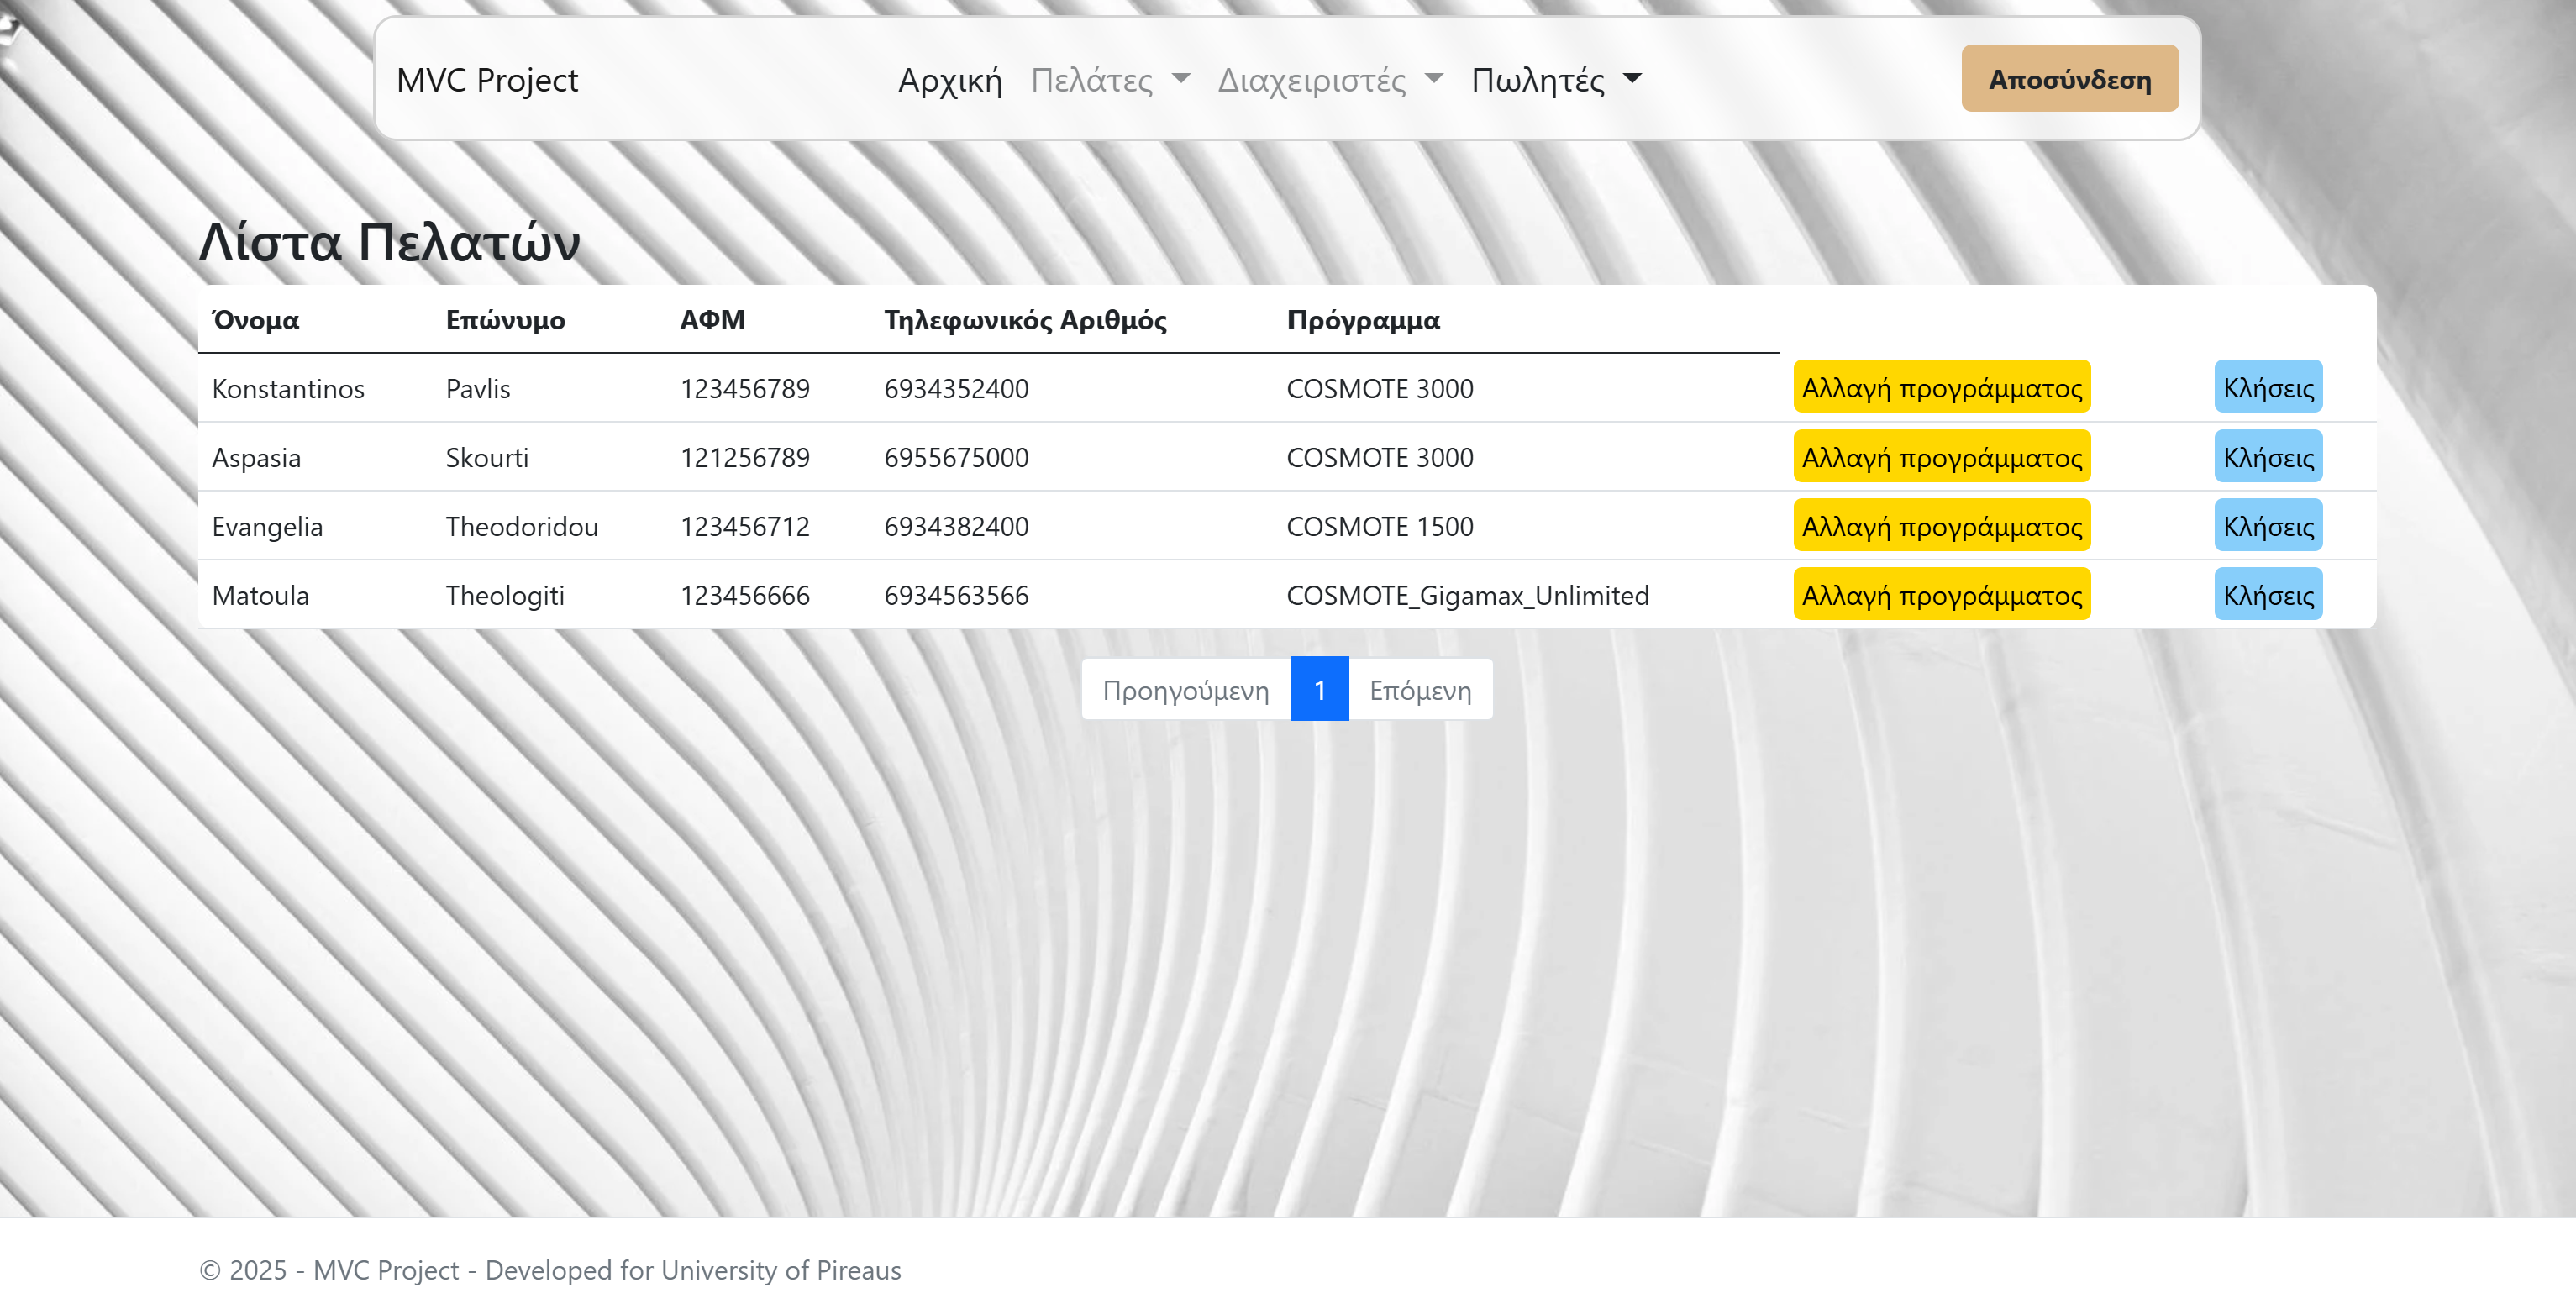 MVC Project Αρχική Πελάτες Διαχειριστές Πωλητές Αποσύνδεση
Λίστα Πελατών
Όνομα Επώνυμο ΑΦΜ Τηλεφωνικός Αριθμός Πρόγραμμα
Konstantinos Pavlis 123456789 6934352400 COSMOTE 3000 Αλλαγή προγράμματος Κλήσεις
Aspasia Skourti 121256789 6955675000 COSMOTE 3000 Αλλαγή προγράμματος Κλήσεις
Evangelia Theodoridou 123456712 6934382400 COSMOTE 1500 Αλλαγή προγράμματος Κλήσεις
Matoula Theologiti 123456666 6934563566 COSMOTE_Gigamax_Unlimited Αλλαγή προγράμματος Κλήσεις
Προηγούμενη 1 Επόμενη
© 2025 - MVC Project - Developed for University of Pireaus